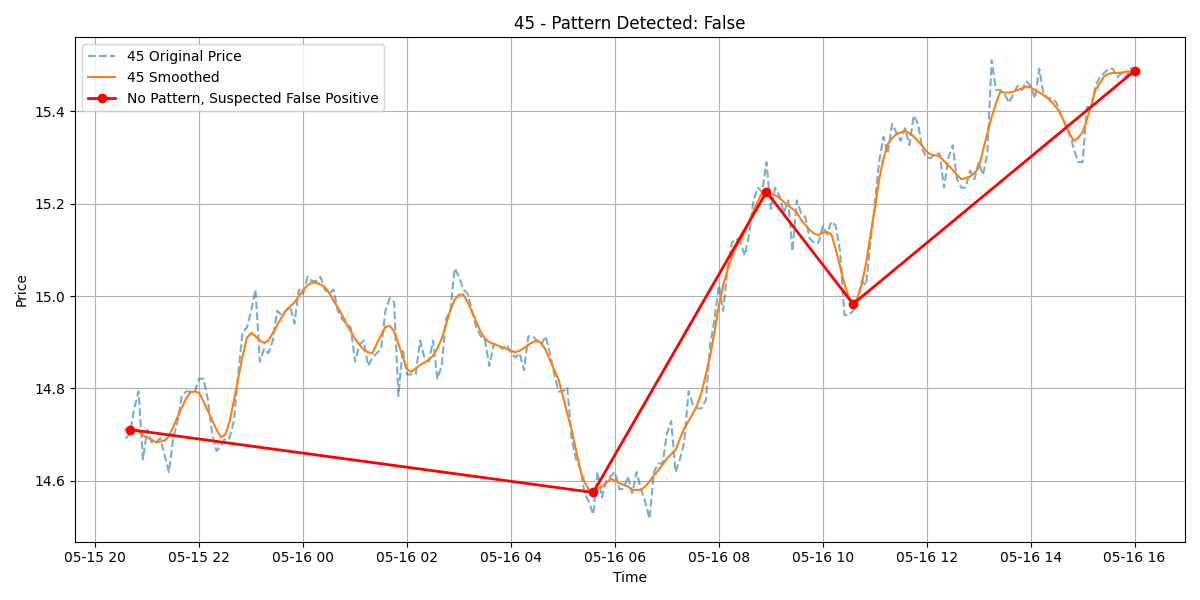 45 - Pattern Detected: False
45 Original Price
45 Smoothed
No Pattern, Suspected False Positive
Price
15.4
15.2
15.0
14.8
14.6
05-15 20 05-15 22 05-16 00 05-16 02 05-16 04 05-16 06 05-16 08 05-16 10 05-16 12 05-16 14 05-16 16
Time